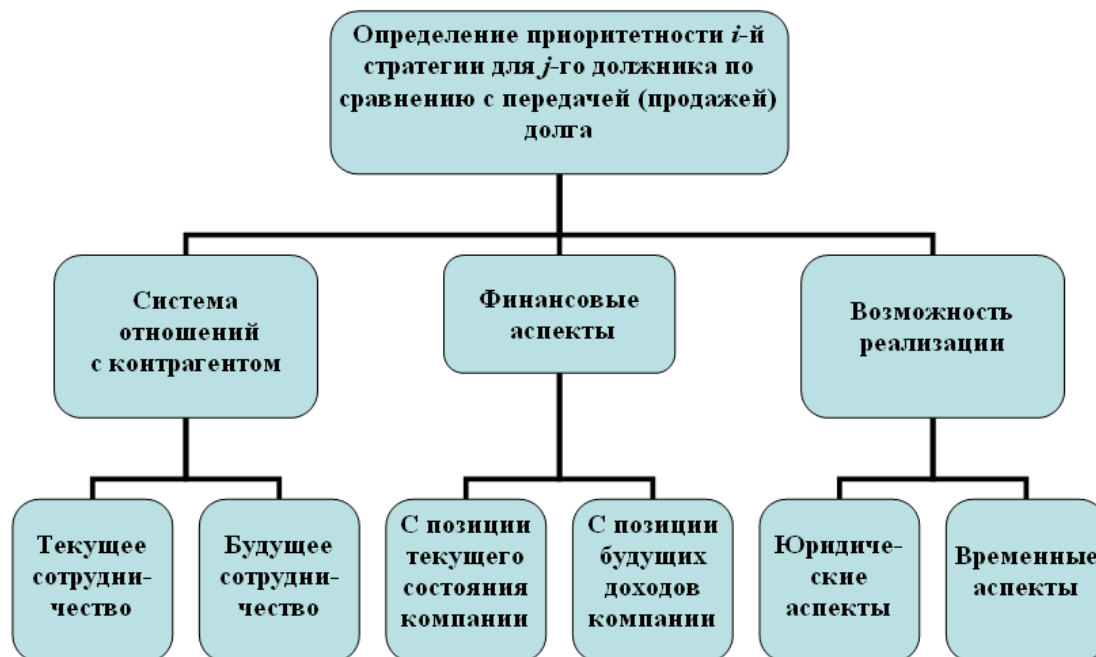 Определение приоритетности i-й
стратегии для j-го должника по
сравнению с передачей (продажей)
долга
Система
отношений
с контрагентом
Финансовые
аспекты
Возможность
реализации
Текущее
сотрудни-
чество
Будущее
сотрудни-
чество
С позиции
текущего
состояния
компании
С позиции
будущих
доходов
компании
Юридиче-
ские
аспекты
Временные
аспекты